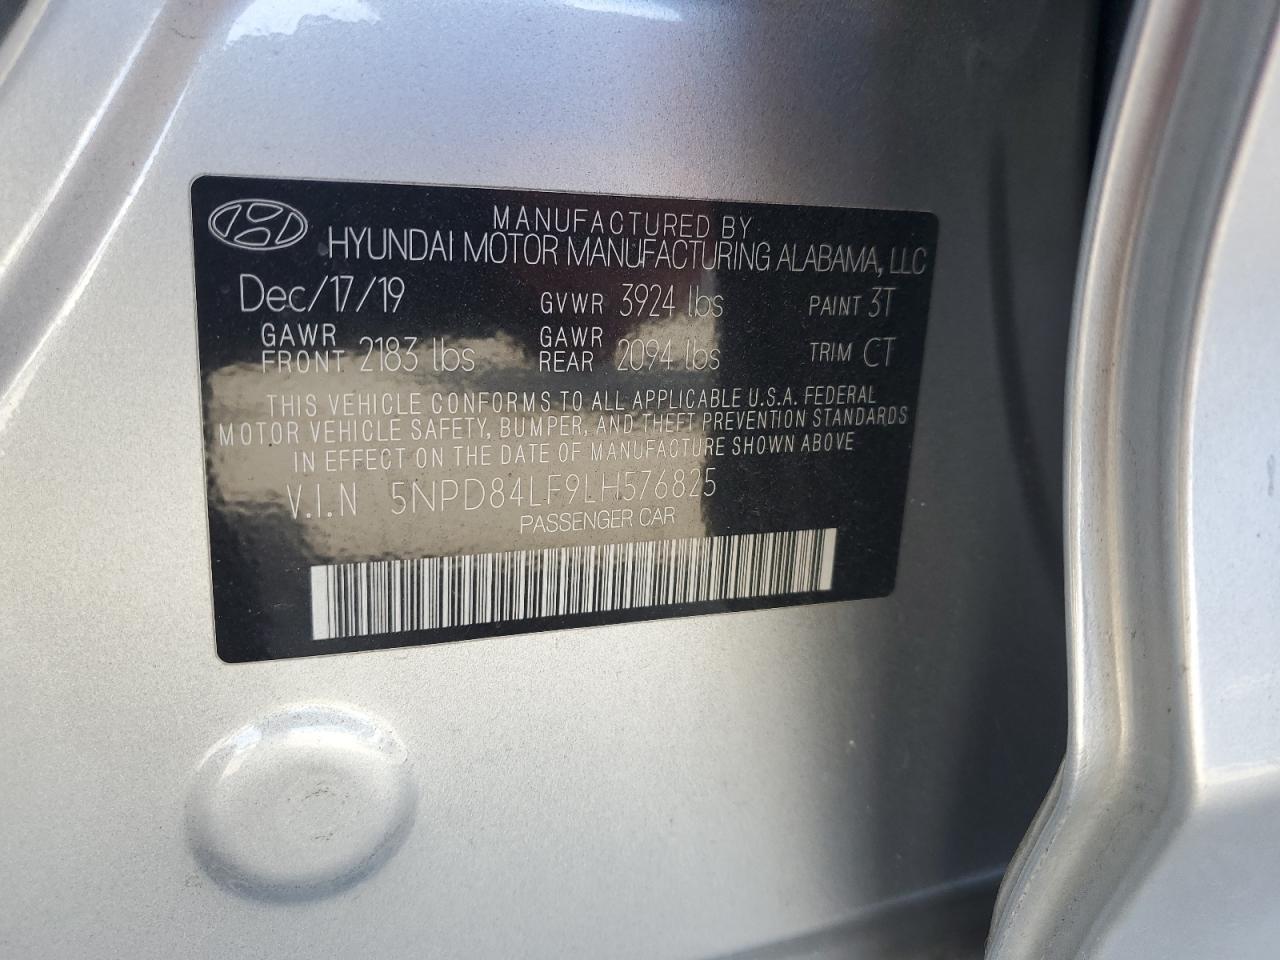 MANUFACTURED BY
HYUNDAI MOTOR MANUFACTURING ALABAMA, LLC
Dec/17/19 GVWR 3924 lbs PAINT 3T
GAWR FRONT 2183 lbs GAWR REAR 2094 lbs TRIM CT
THIS VEHICLE CONFORMS TO ALL APPLICABLE U.S.A. FEDERAL
MOTOR VEHICLE SAFETY, BUMPER, AND THEFT PREVENTION STANDARDS
IN EFFECT ON THE DATE OF MANUFACTURE SHOWN ABOVE
V.I.N 5NPD84LF9LH576825
PASSENGER CAR